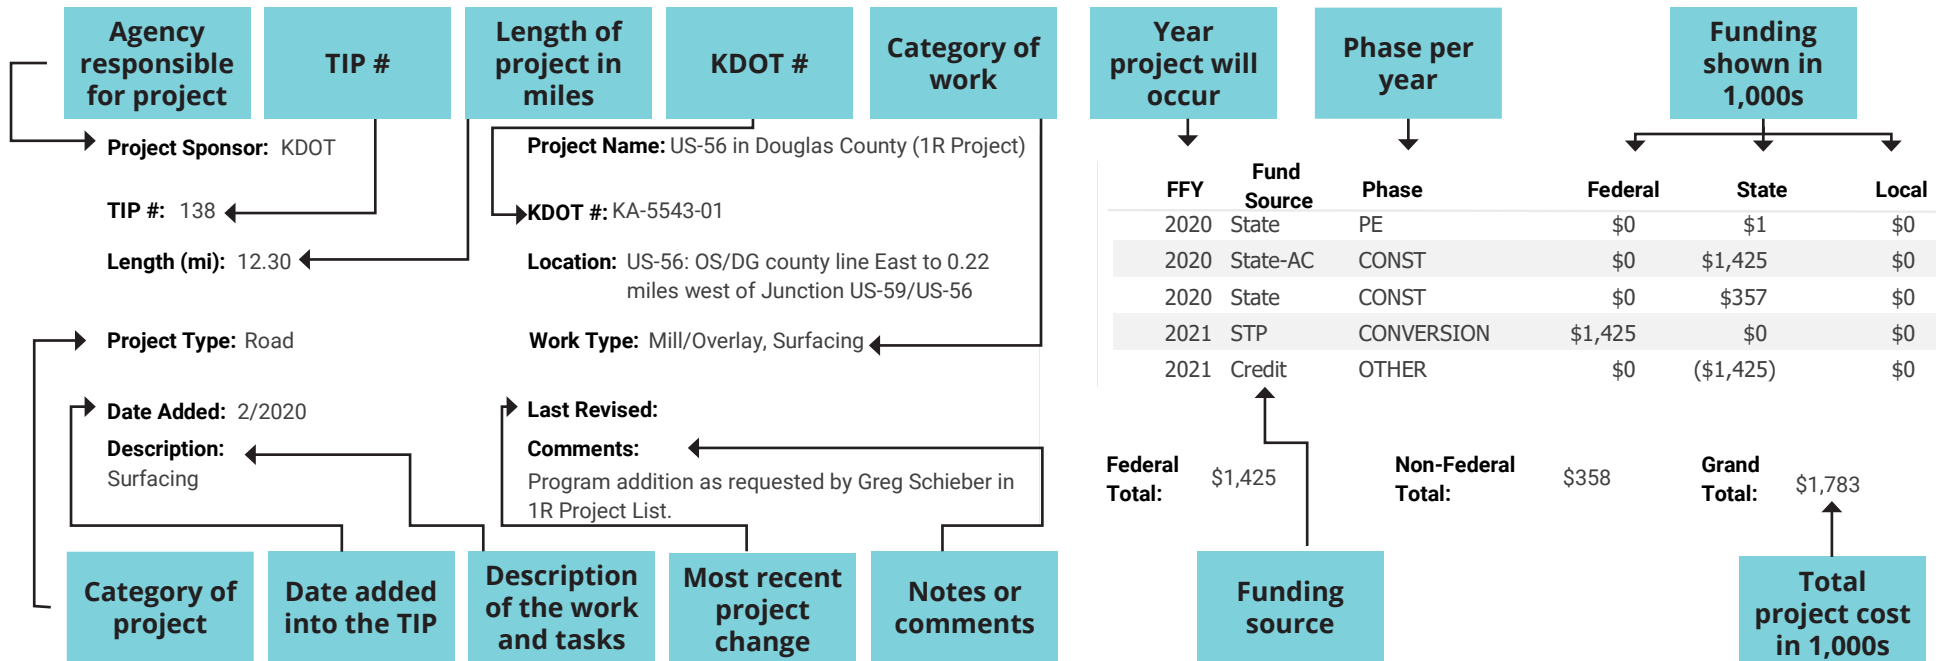 Agency
responsible
for project
TIP #
Length of
project in
miles
KDOT #
Category of
work
Year
project will
occur
Phase per
year
Funding
shown in
1,000s
Project Sponsor: KDOT
Project Name: US-56 in Douglas County (1R Project)
TIP #: 138
KDOT #: KA-5543-01
Length (mi): 12.30
Location: US-56: OS/DG county line East to 0.22
miles west of Junction US-59/US-56
Project Type: Road
Work Type: Mill/Overlay, Surfacing
Date Added: 2/2020
Last Revised:
Description:
Surfacing
Comments:
Program addition as requested by Greg Schieber in
1R Project List.
FFY Fund Source Phase Federal State Local
2020 State PE $0 $1 $0
2020 State-AC CONST $0 $1,425 $0
2020 State CONST $0 $357 $0
2021 STP CONVERSION $1,425 $0 $0
2021 Credit OTHER $0 ($1,425) $0
Federal
Total: $1,425
Non-Federal
Total: $358
Grand
Total: $1,783
Category of
project
Date added
into the TIP
Description
of the work
and tasks
Most recent
project
change
Notes or
comments
Funding
source
Total
project cost
in 1,000s